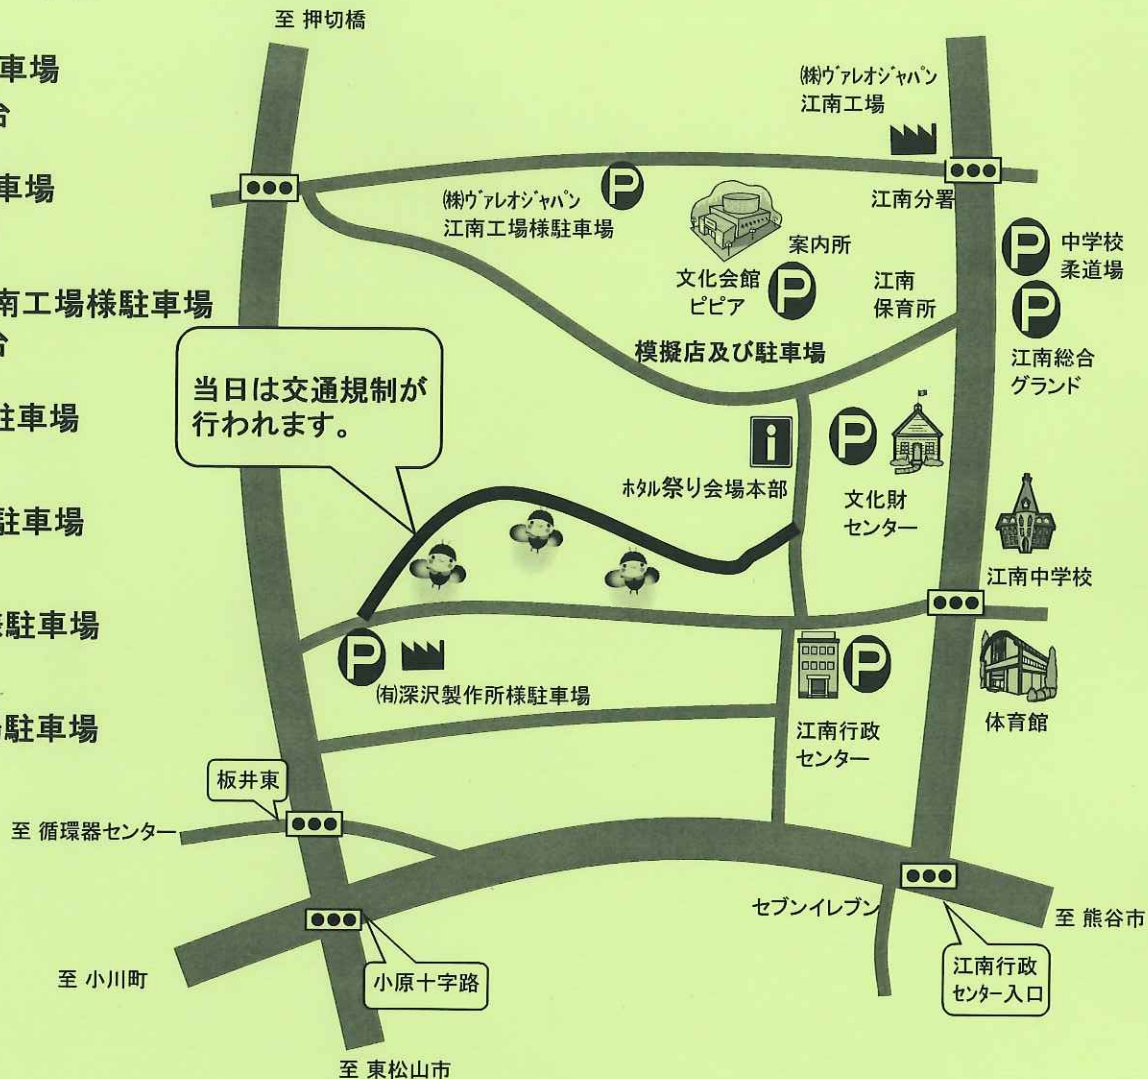 至 押切橋
車場
台
車場
南工場様駐車場
台
駐車場
駐車場
様駐車場
駐車場
㈱ヴァレオジャパン
江南工場
㈱ヴァレオジャパン
江南工場様駐車場
P
江南分署
案内所
文化会館
ピピア
P
江南
保育所
P
中学校
柔道場
P
江南総合
グランド
模擬店及び駐車場
当日は交通規制が
行われます。
i
ホタル祭り会場本部
P
文化財
センター
江南中学校
P
㈲深沢製作所様駐車場
P
江南行政
センター
体育館
板井東
至 循環器センター
セブンイレブン
至 熊谷市
至 小川町
小原十字路
江南行政
センター入口
至 東松山市